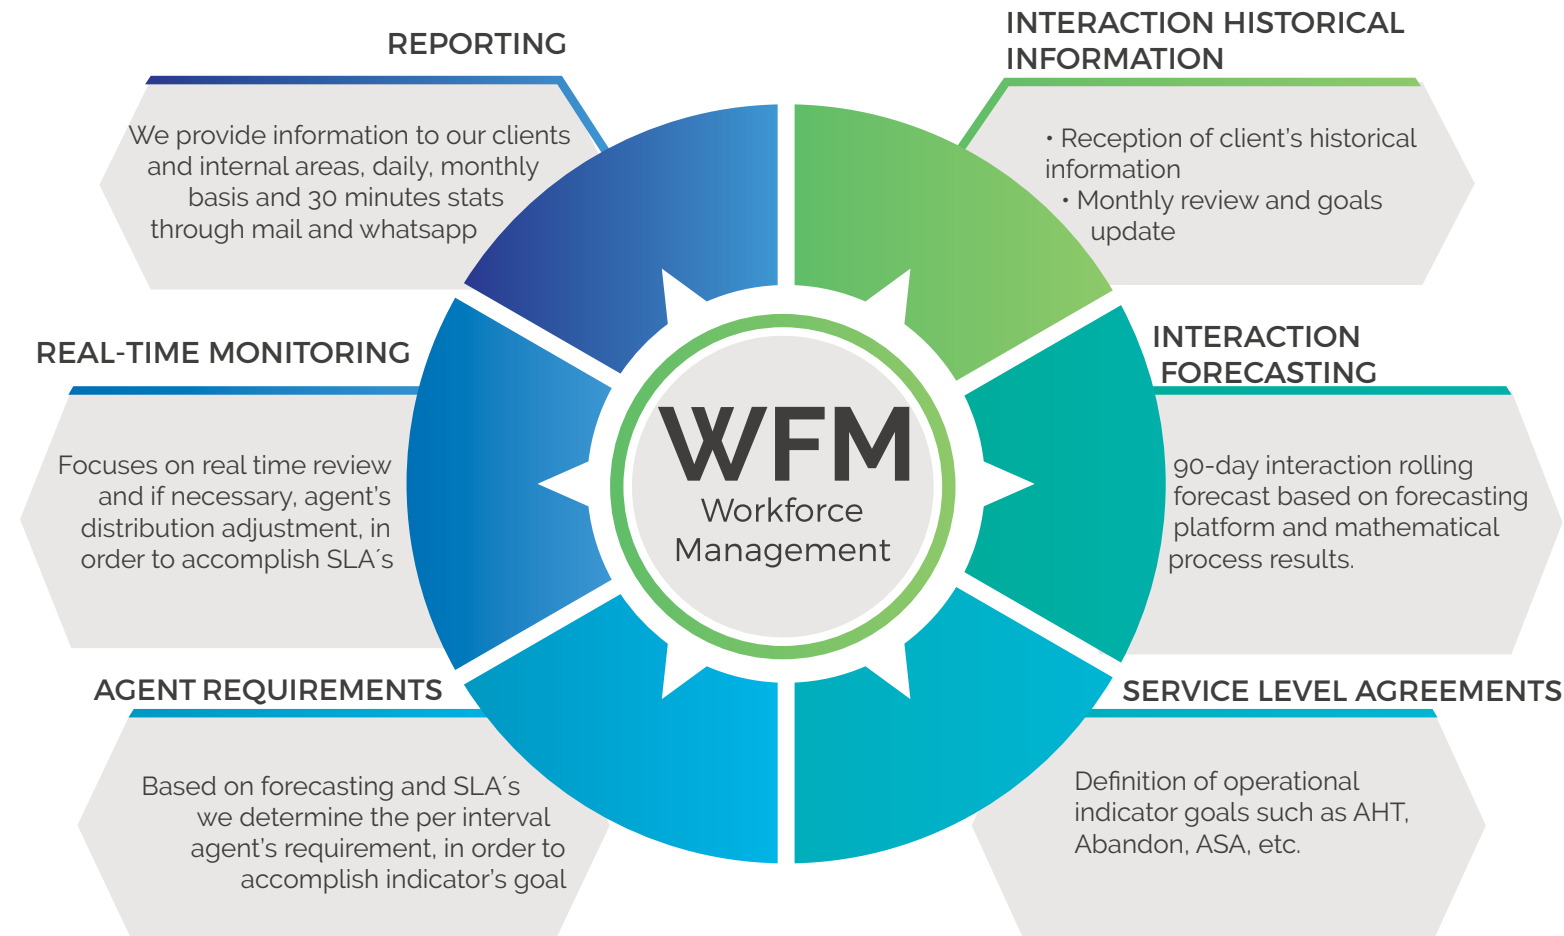 REPORTING
We provide information to our clients
and internal areas, daily, monthly
basis and 30 minutes stats
through mail and whatsapp
INTERACTION HISTORICAL
INFORMATION
• Reception of client's historical
information
• Monthly review and goals
update
REAL-TIME MONITORING
Focuses on real time review
and if necessary, agent's
distribution adjustment, in
order to accomplish SLA´s
WFM
Workforce
Management
INTERACTION
FORECASTING
90-day interaction rolling
forecast based on forecasting
platform and mathematical
process results.
AGENT REQUIREMENTS
Based on forecasting and SLA´s
we determine the per interval
agent's requirement, in order to
accomplish indicator's goal
SERVICE LEVEL AGREEMENTS
Definition of operational
indicator goals such as AHT,
Abandon, ASA, etc.